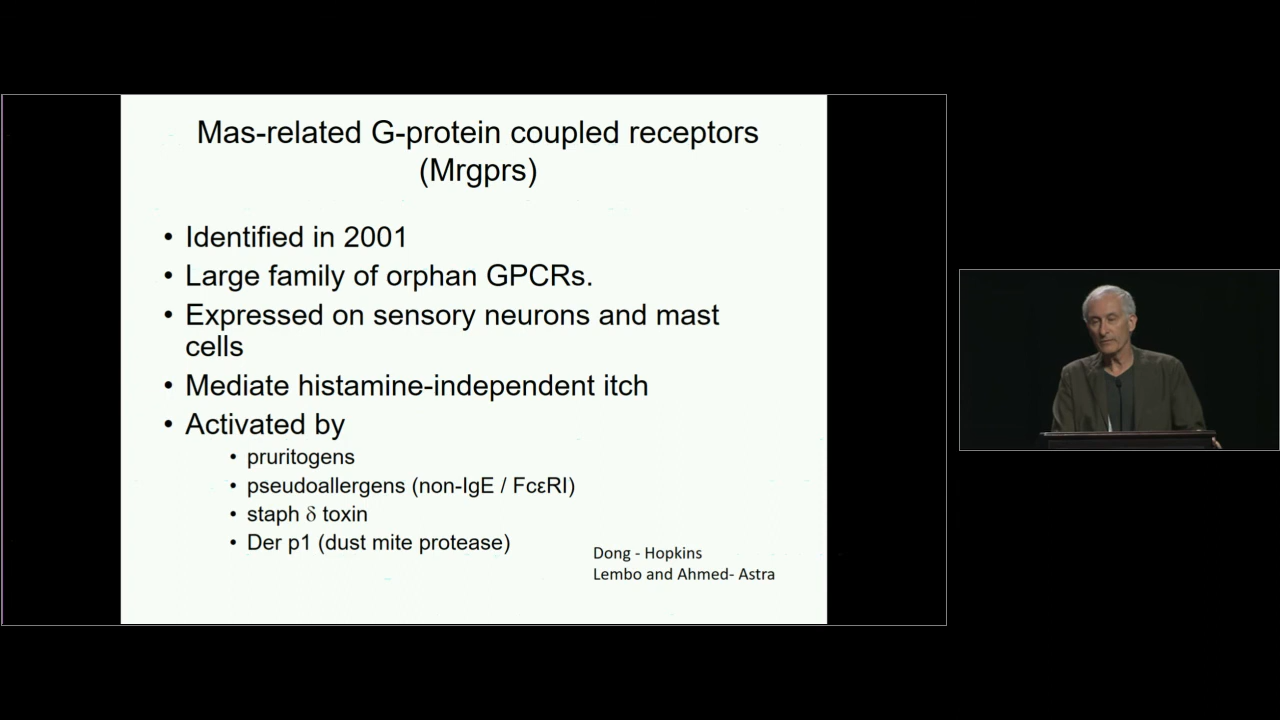 Mas-related G-protein coupled receptors
(Mrgprs)
• Identified in 2001
• Large family of orphan GPCRs.
• Expressed on sensory neurons and mast
cells
• Mediate histamine-independent itch
• Activated by
• pruritogens
• pseudoallergens (non-IgE / FcεRI)
• staph δ toxin
• Der p1 (dust mite protease)
Dong - Hopkins
Lembo and Ahmed- Astra